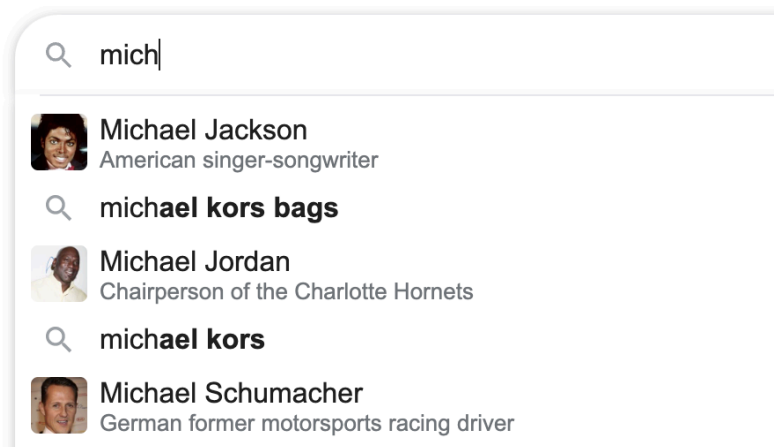 mich
Michael Jackson
American singer-songwriter
michael kors bags
Michael Jordan
Chairperson of the Charlotte Hornets
michael kors
Michael Schumacher
German former motorsports racing driver